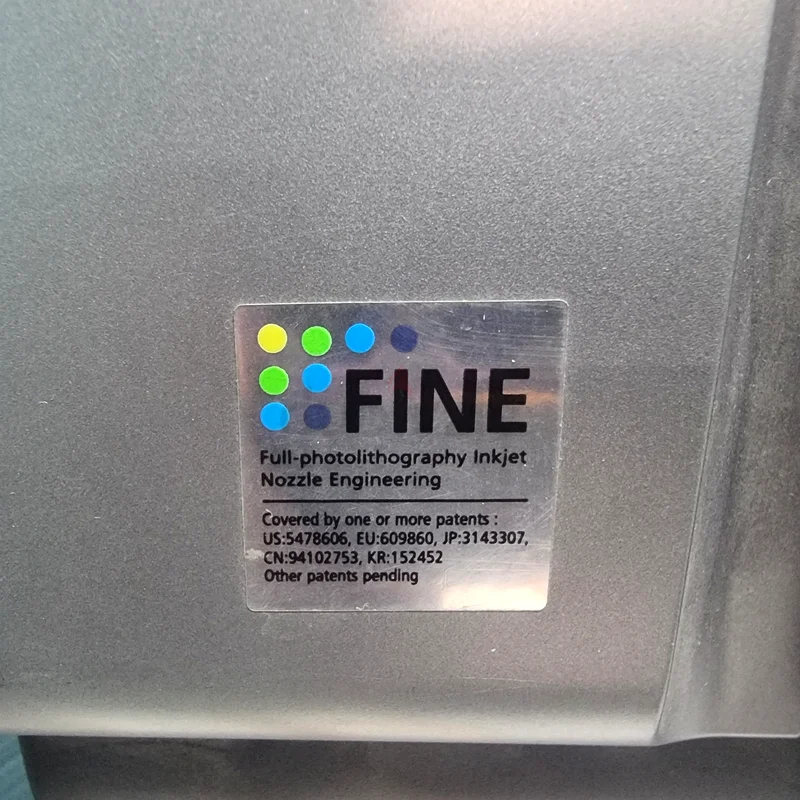 FINE
Full-photolithography Inkjet
Nozzle Engineering
Covered by one or more patents :
US:5478606, EU:609860, JP:3143307,
CN:94102753, KR:152452
Other patents pending